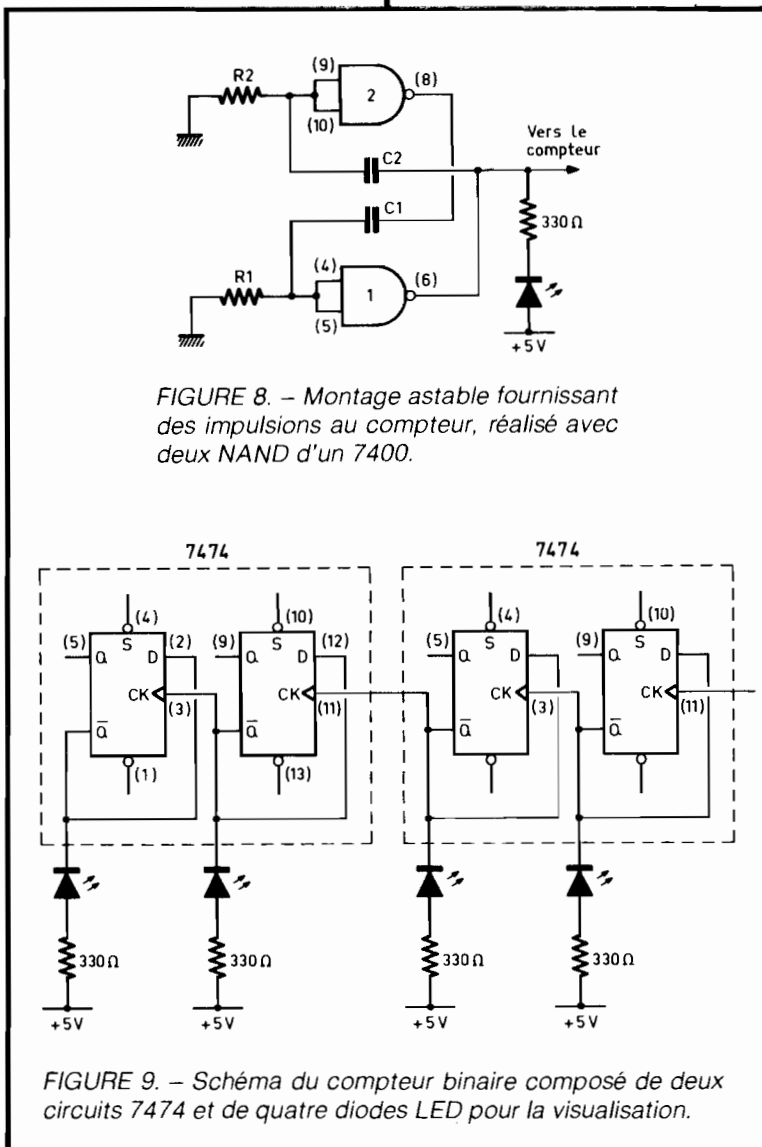 R2
(9)
(10)
2
(8)
Vers le
compteur
C2
330Ω
C1
R1
(4)
(5)
1
(6)
+5V
FIGURE 8. – Montage astable fournissant
des impulsions au compteur, réalisé avec
deux NAND d'un 7400.
7474
7474
(4)
(10)
(4)
(10)
(5)
Q
S
D
(2)
(9)
Q
S
D
(12)
(5)
Q
S
D
(9)
Q
S
D
CK
(3)
CK
(11)
CK
(3)
CK
(11)
Q̅
Q̅
Q̅
Q̅
(1)
(13)
330Ω
330Ω
330Ω
330Ω
+5V
+5V
+5V
+5V
FIGURE 9. – Schéma du compteur binaire composé de deux
circuits 7474 et de quatre diodes LED pour la visualisation.